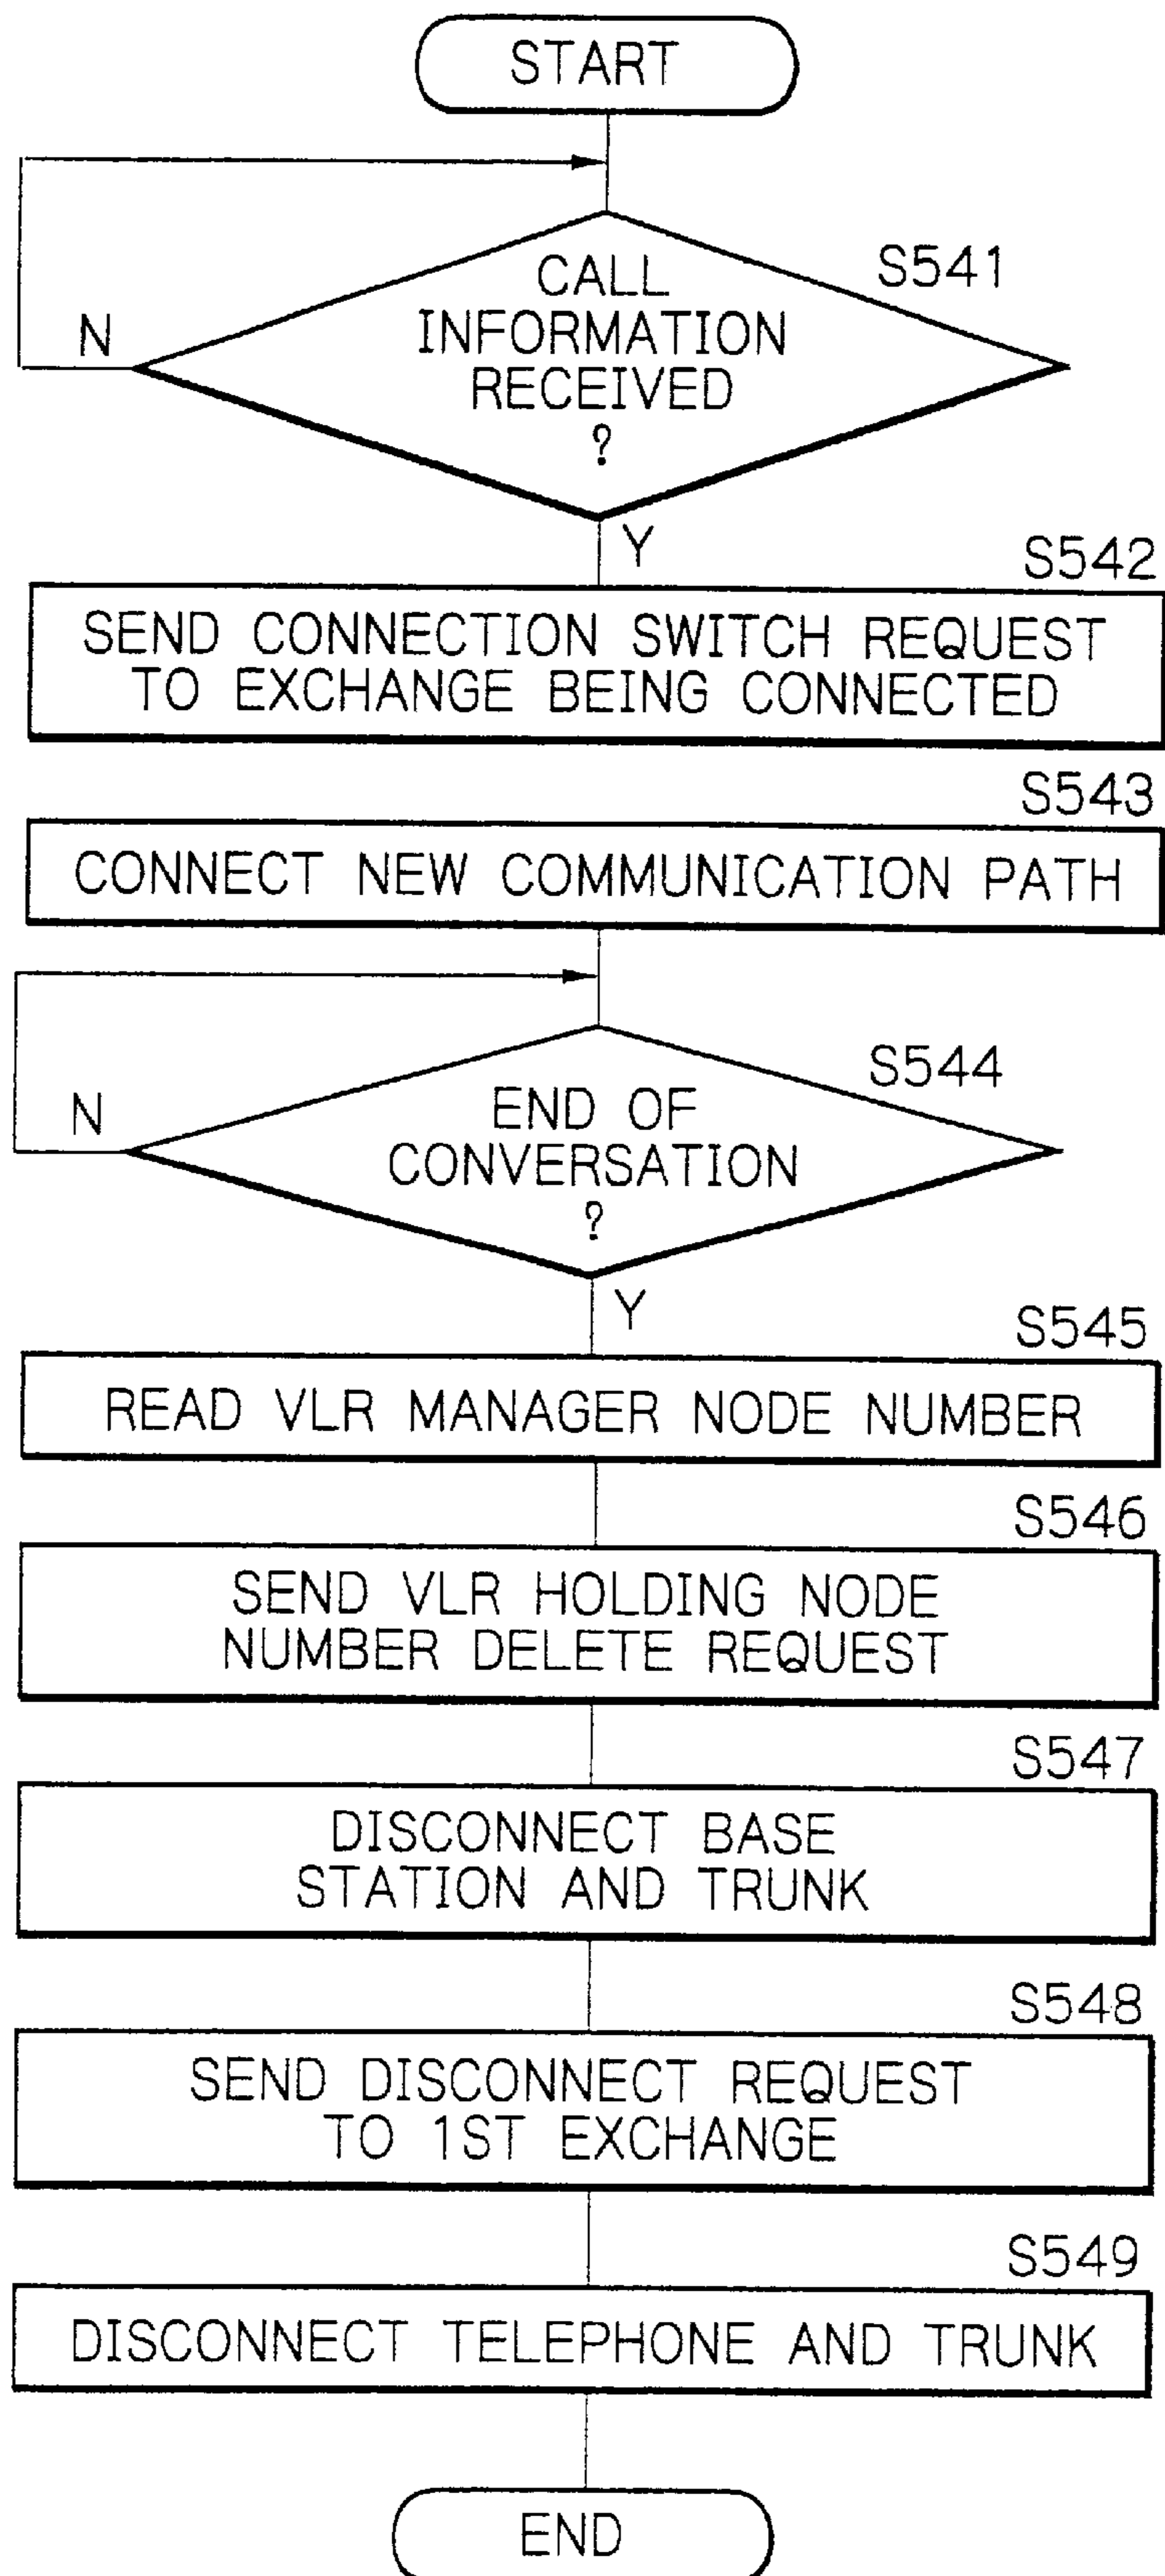 START
S541
CALL
INFORMATION
RECEIVED
?
N
Y
S542
SEND CONNECTION SWITCH REQUEST
TO EXCHANGE BEING CONNECTED
S543
CONNECT NEW COMMUNICATION PATH
S544
END OF
CONVERSATION
?
N
Y
S545
READ VLR MANAGER NODE NUMBER
S546
SEND VLR HOLDING NODE
NUMBER DELETE REQUEST
S547
DISCONNECT BASE
STATION AND TRUNK
S548
SEND DISCONNECT REQUEST
TO 1ST EXCHANGE
S549
DISCONNECT TELEPHONE AND TRUNK
END